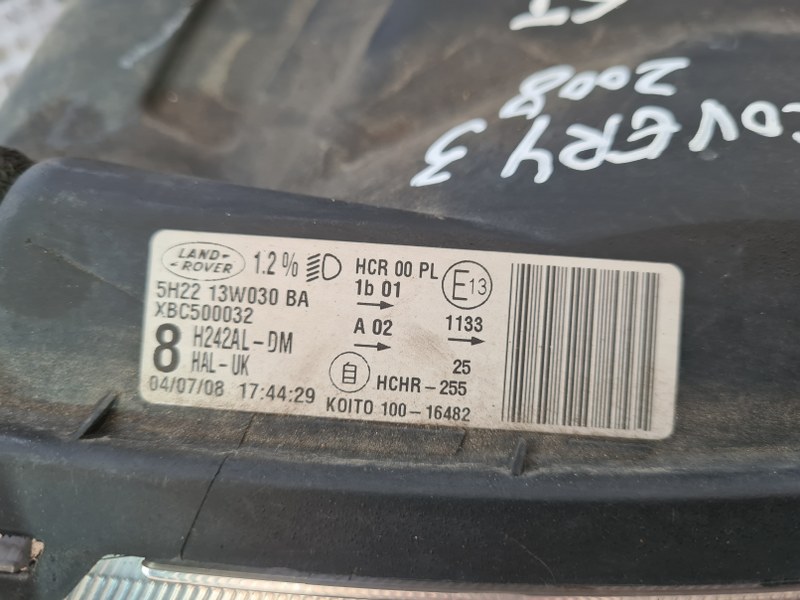 2008
COVERY 3
LAND-
-ROVER
1.2% HCR 00 PL
1b 01
E13
5H22 13W030 BA
XBC500032
A 02 1133
8 H242AL-DM
HAL-UK
25
自 HCHR-255
04/07/08 17:44:29 KOITO 100-16482